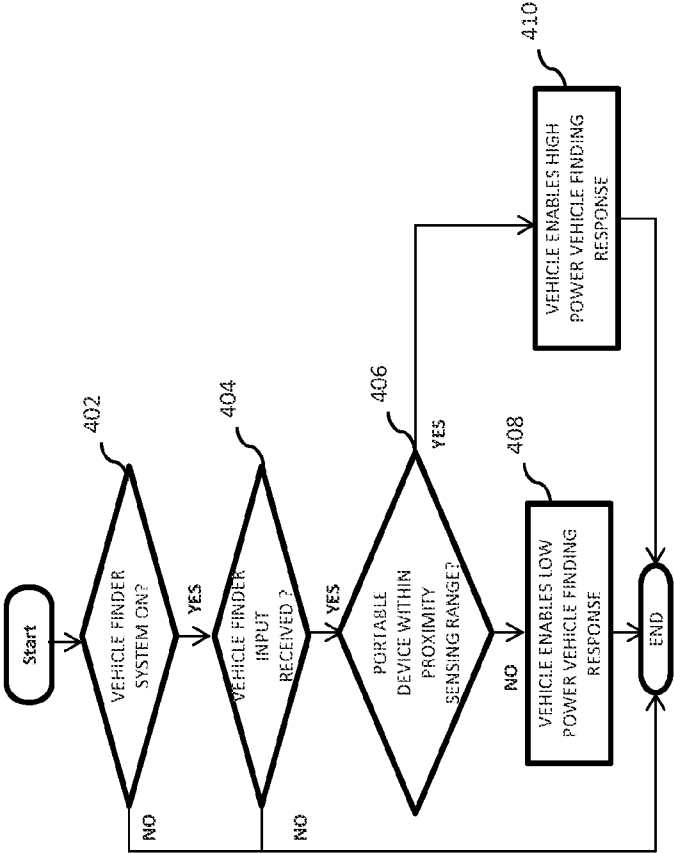 Start
402
VEHICLE FINDER
SYSTEM ON?
NO
YES
404
VEHICLE FINDER
INPUT
RECEIVED ?
NO
YES
406
PORTABLE
DEVICE WITHIN
PROXIMITY
SENSING RANGE?
YES
NO
408
VEHICLE ENABLES LOW
POWER VEHICLE FINDING
RESPONSE
410
VEHICLE ENABLES HIGH
POWER VEHICLE FINDING
RESPONSE
END